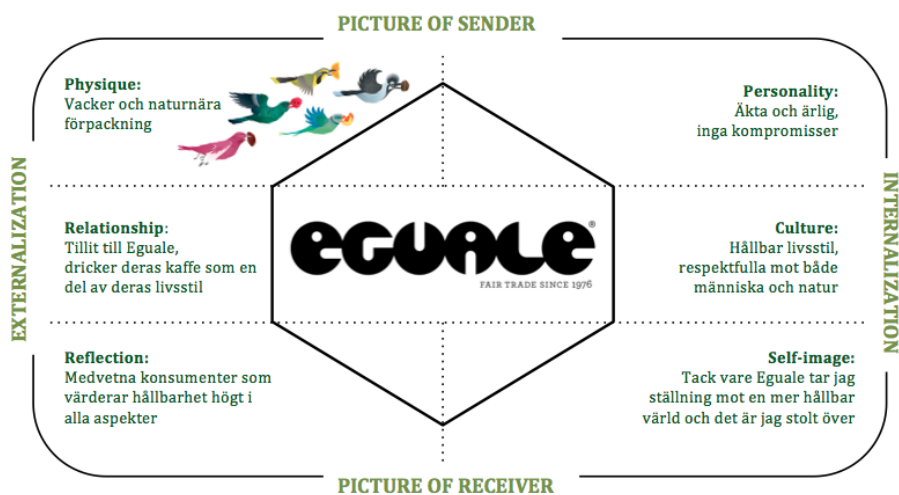 PICTURE OF SENDER
Physique:
Vacker och naturnära
förpackning
Personality:
Äkta och ärlig,
inga kompromisser
EXTERNALIZATION
INTERNALIZATION
Relationship:
Tillit till Eguale,
dricker deras kaffe som en
del av deras livsstil
eGUALe®
FAIR TRADE SINCE 1976
Culture:
Hållbar livsstil,
respektfulla mot både
människa och natur
Reflection:
Medvetna konsumenter som
värderar hållbarhet högt i
alla aspekter
Self-image:
Tack vare Eguale tar jag
ställning mot en mer hållbar
värld och det är jag stolt över
PICTURE OF RECEIVER